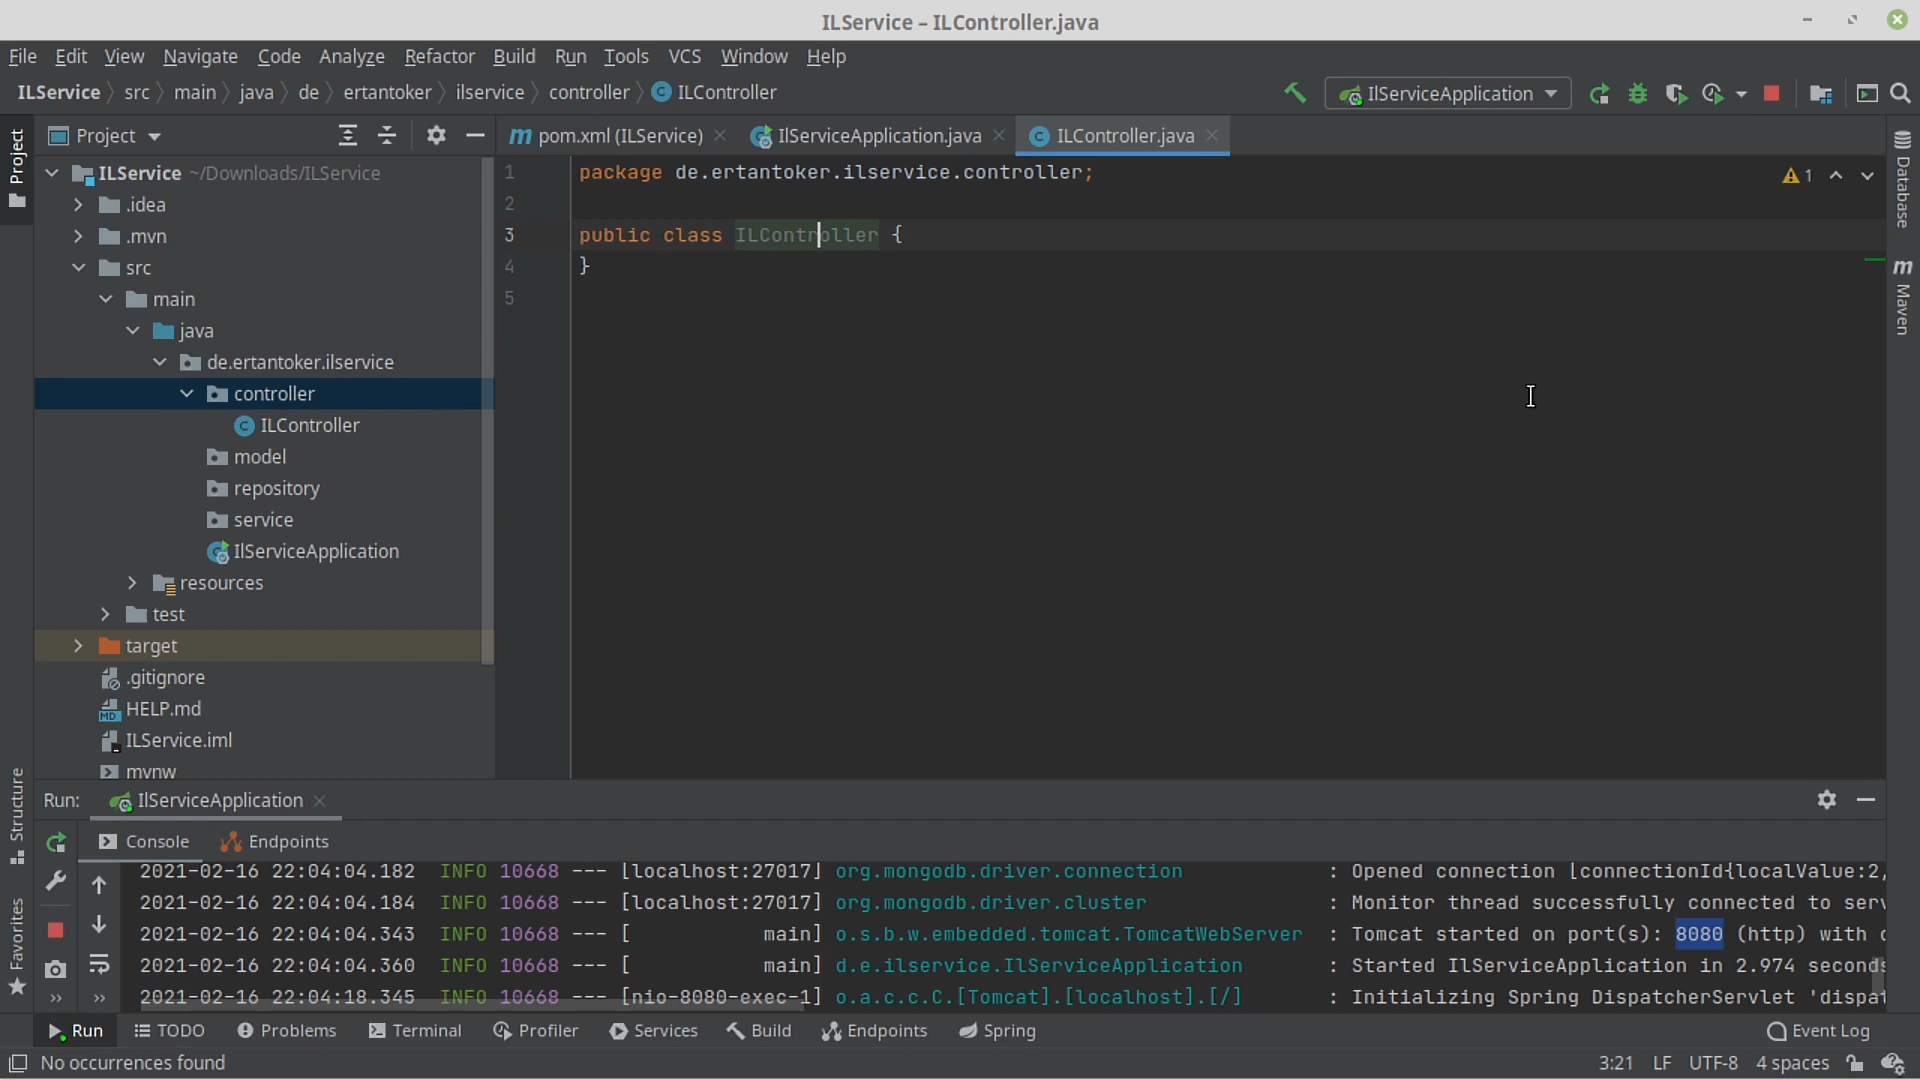 ILService – ILController.java
File Edit View Navigate Code Analyze Refactor Build Run Tools VCS Window Help
ILService src main java de ertantoker ilservice controller ILController
IlServiceApplication
Project
pom.xml (ILService)
IlServiceApplication.java
ILController.java
Project
Database
Maven
Structure
Favorites
ILService ~/Downloads/ILService
.idea
.mvn
src
main
java
de.ertantoker.ilservice
controller
ILController
model
repository
service
IlServiceApplication
resources
test
target
.gitignore
HELP.md
ILService.iml
mvnw
1 package de.ertantoker.ilservice.controller;
2
3 public class ILController {
4 }
5
1
Run: IlServiceApplication
Console Endpoints
2021-02-16 22:04:04.182 INFO 10668 --- [localhost:27017] org.mongodb.driver.connection : Opened connection [connectionId{localValue:2,
2021-02-16 22:04:04.184 INFO 10668 --- [localhost:27017] org.mongodb.driver.cluster : Monitor thread successfully connected to serv
2021-02-16 22:04:04.343 INFO 10668 --- [ main] o.s.b.w.embedded.tomcat.TomcatWebServer : Tomcat started on port(s): 8080 (http) with c
2021-02-16 22:04:04.360 INFO 10668 --- [ main] d.e.ilservice.IlServiceApplication : Started IlServiceApplication in 2.974 seconds
2021-02-16 22:04:18.345 INFO 10668 --- [nio-8080-exec-1] o.a.c.c.C.[Tomcat].[localhost].[/] : Initializing Spring DispatcherServlet 'dispat
Run TODO Problems Terminal Profiler Services Build Endpoints Spring Event Log
No occurrences found 3:21 LF UTF-8 4 spaces